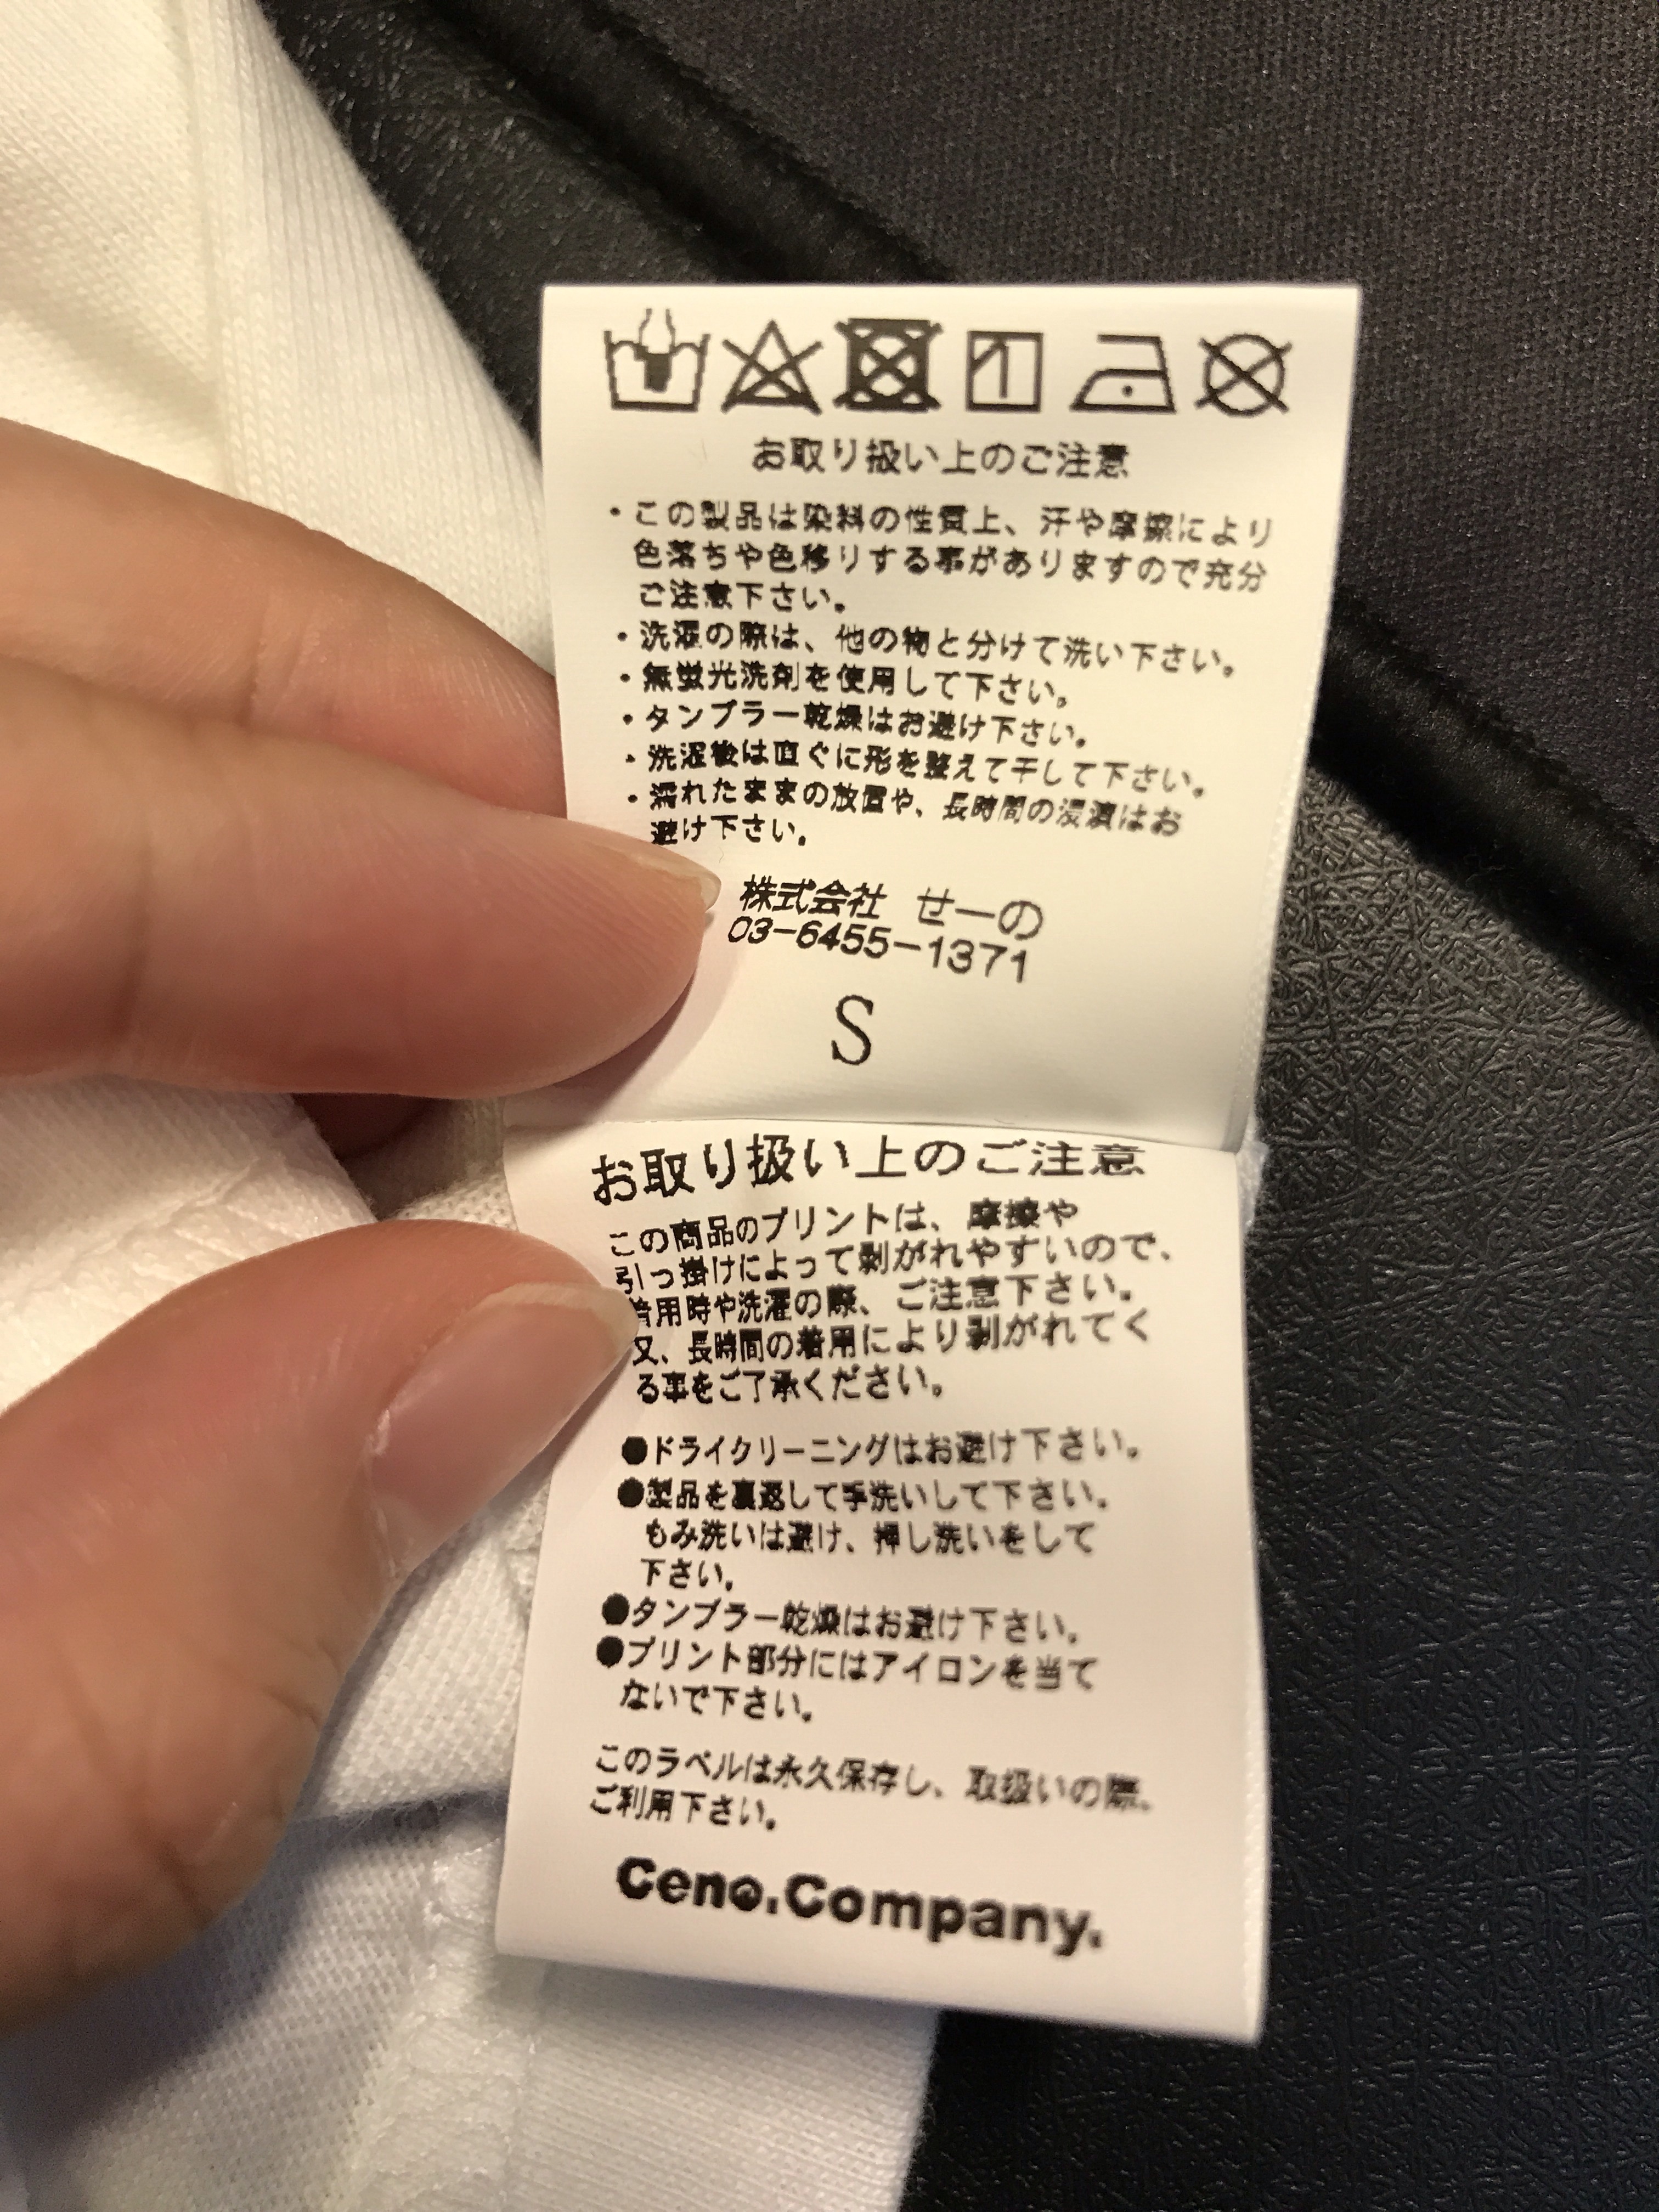 お取り扱い上のご注意
・この製品は染料の性質上、汗や摩擦により
色落ちや色移りする事がありますので充分
ご注意下さい。
・洗濯の際は、他の物と分けて洗い下さい。
・無蛍光洗剤を使用して下さい。
・タンブラー乾燥はお避け下さい。
・洗濯後は直ぐに形を整えて干して下さい。
・濡れたままの放置や、長時間の浸漬はお
避け下さい。
株式会社 せーの
03-6455-1371
S
お取り扱い上のご注意
この商品のプリントは、摩擦や
引っ掛けによって剥がれやすいので、
着用時や洗濯の際、ご注意下さい。
又、長時間の着用により剥がれてく
る事をご了承ください。
●ドライクリーニングはお避け下さい。
●製品を裏返して手洗いして下さい。
もみ洗いは避け、押し洗いをして
下さい。
●タンブラー乾燥はお避け下さい。
●プリント部分にはアイロンを当て
ないで下さい。
このラベルは永久保存し、取扱いの際、
ご利用下さい。
Ceno.Company.